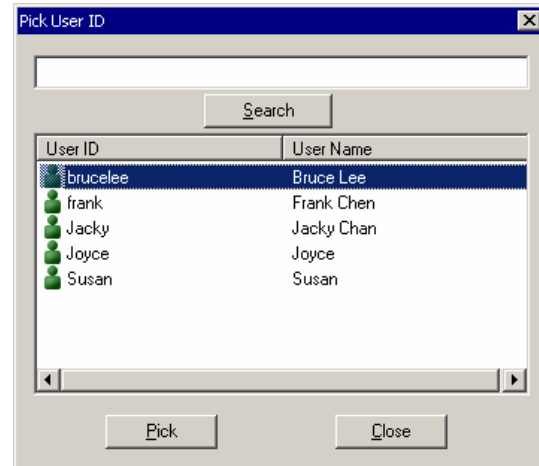 Pick User ID
Search
User ID User Name
brucelee Bruce Lee
frank Frank Chen
Jacky Jacky Chan
Joyce Joyce
Susan Susan
Pick Close